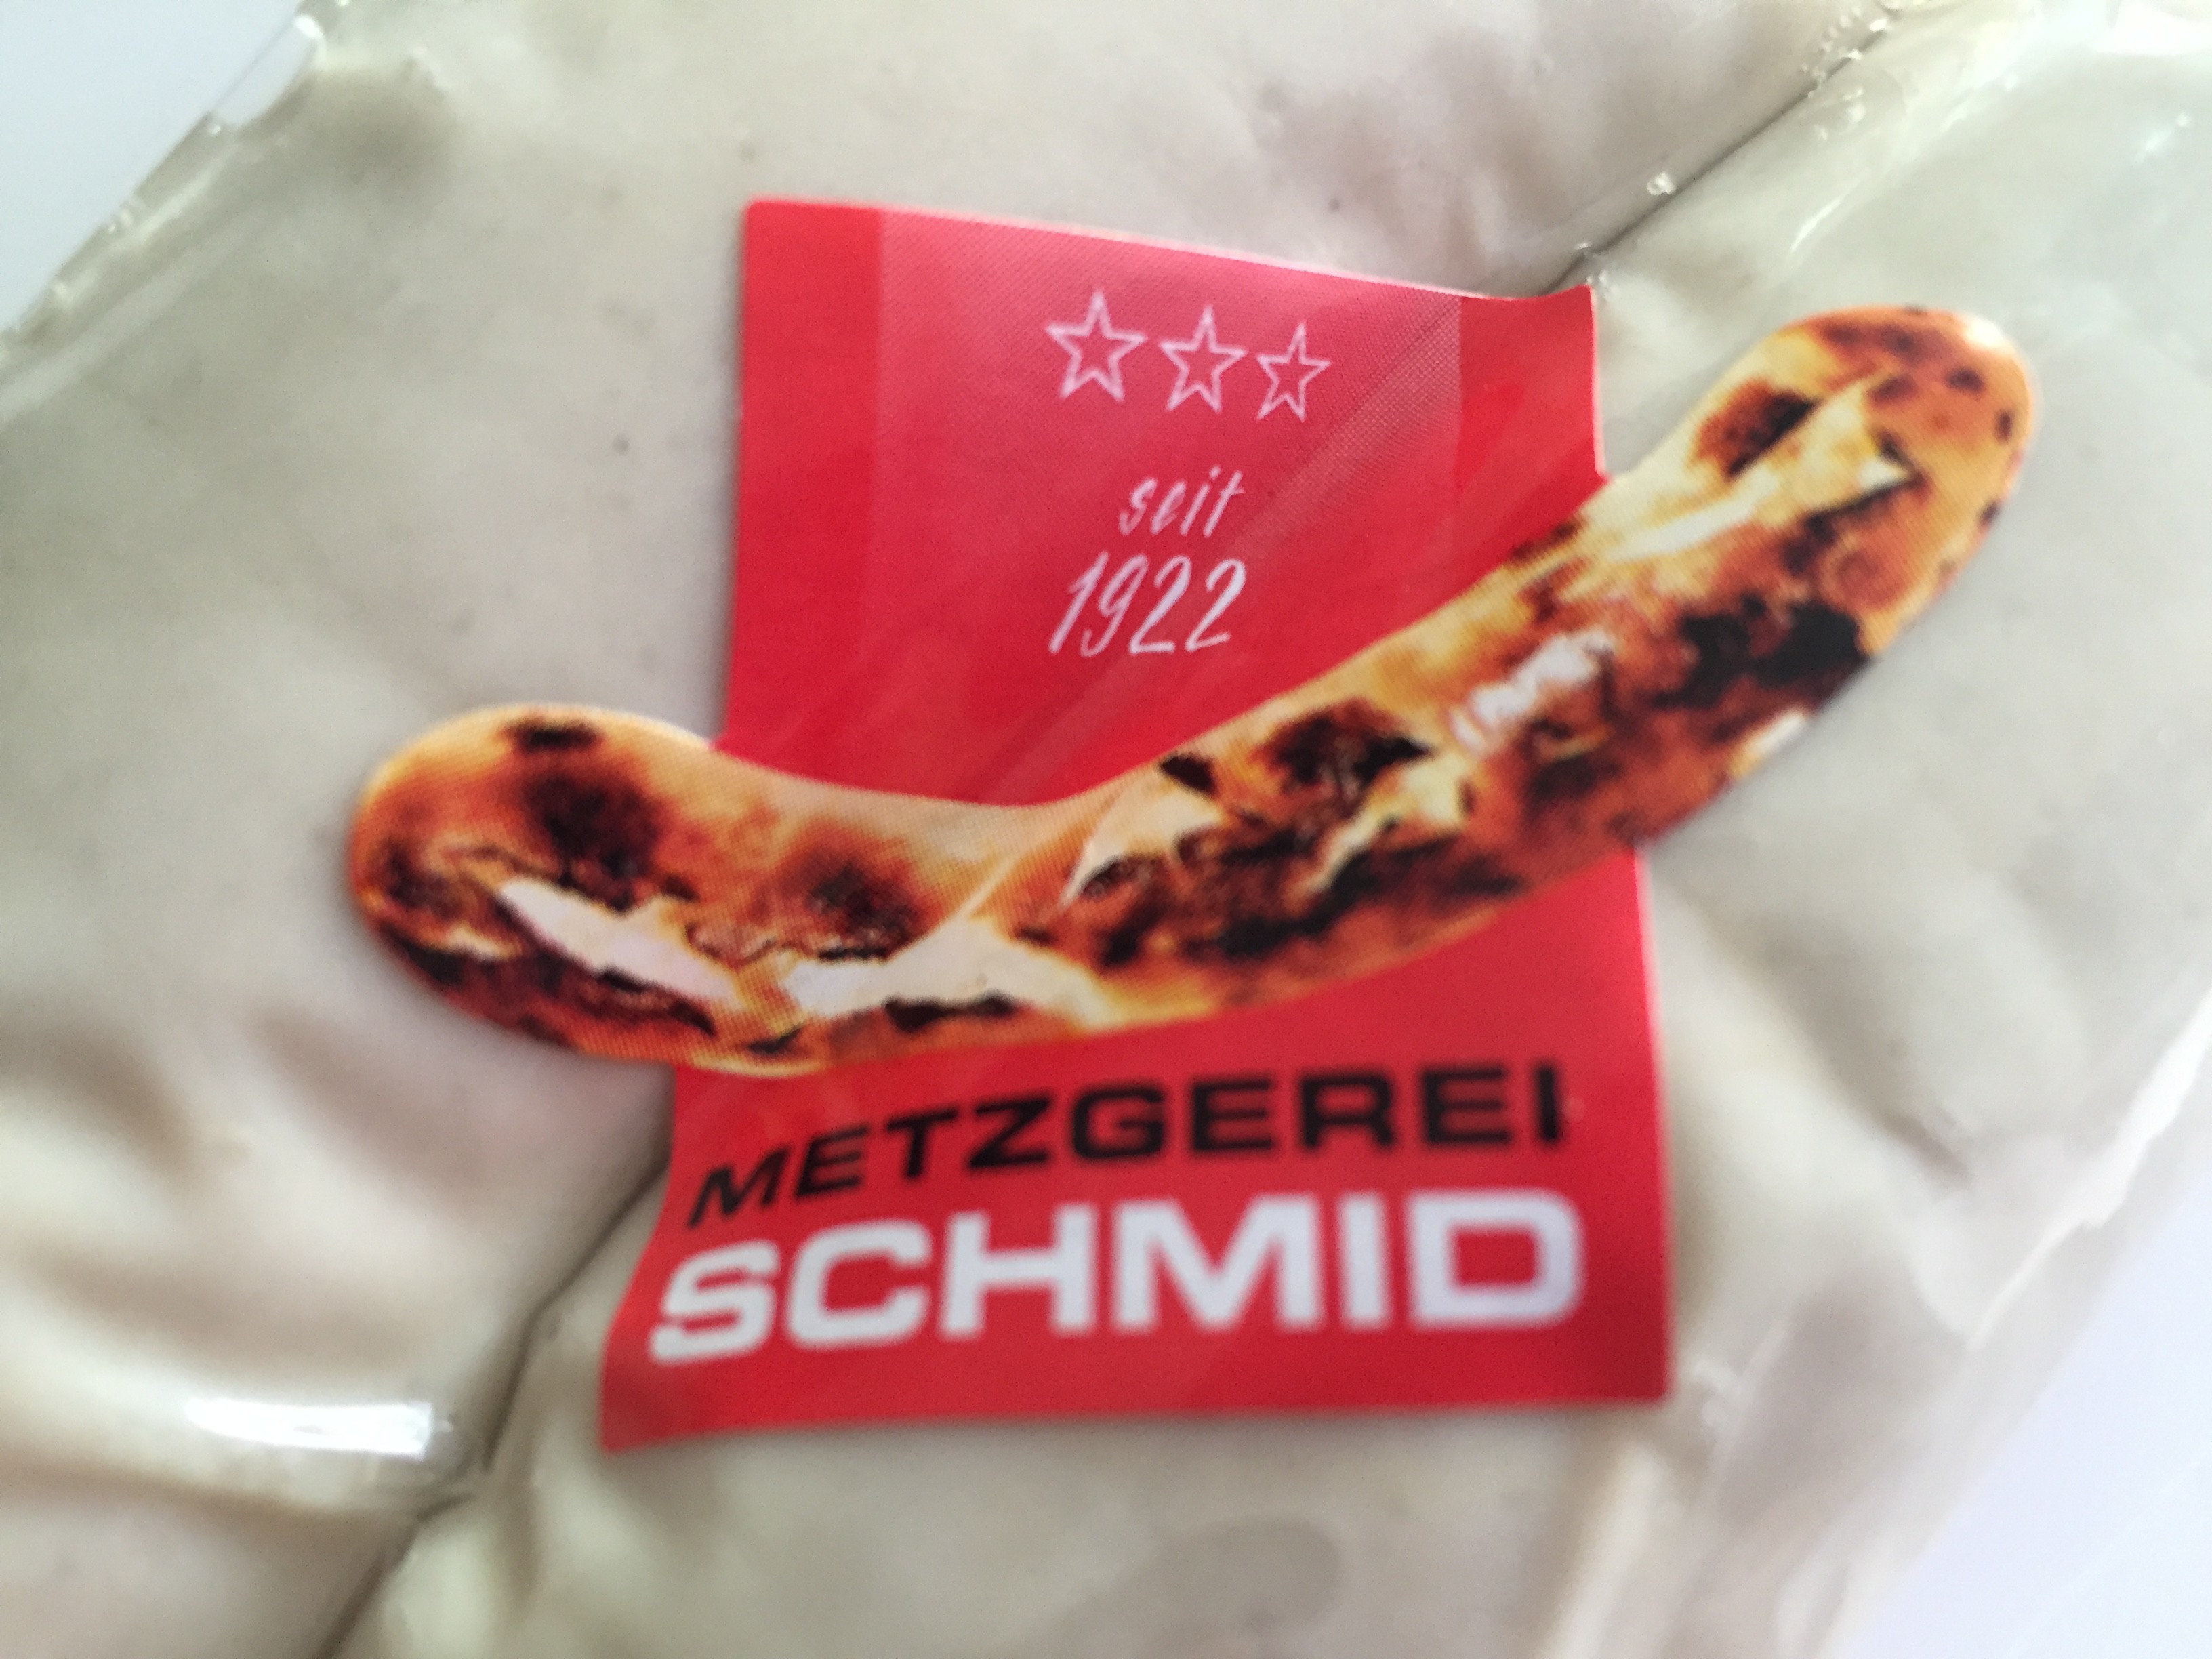 seit
1922
METZGEREI
SCHMID